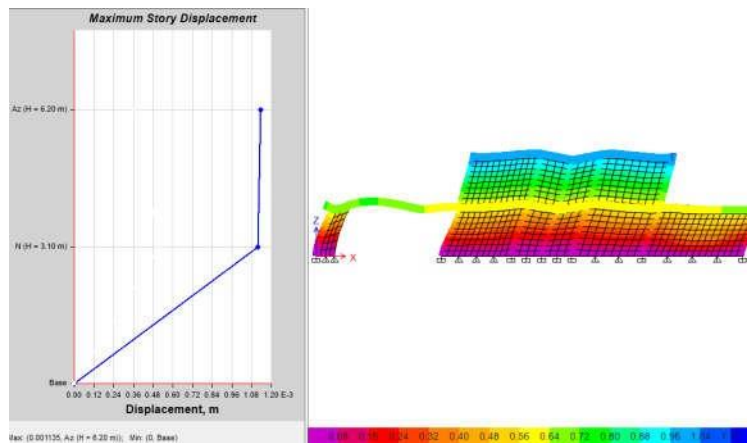 Maximum Story Displacement
Az (H = 6.20 m)
N (H = 3.10 m)
Base
0.00 0.12 0.24 0.36 0.48 0.60 0.72 0.84 0.96 1.08 1.20 E-3
Displacement, m
Max: (0.001135, Az (H = 6.20 m)); Min: (0, Base)
Z
X
0.08 0.16 0.24 0.32 0.40 0.48 0.56 0.64 0.72 0.80 0.88 0.96 1.04